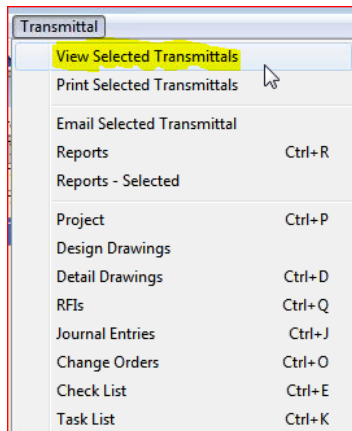 Transmittal
View Selected Transmittals
Print Selected Transmittals
Email Selected Transmittal
Reports Ctrl+R
Reports - Selected
Project Ctrl+P
Design Drawings
Detail Drawings Ctrl+D
RFIs Ctrl+Q
Journal Entries Ctrl+J
Change Orders Ctrl+O
Check List Ctrl+E
Task List Ctrl+K